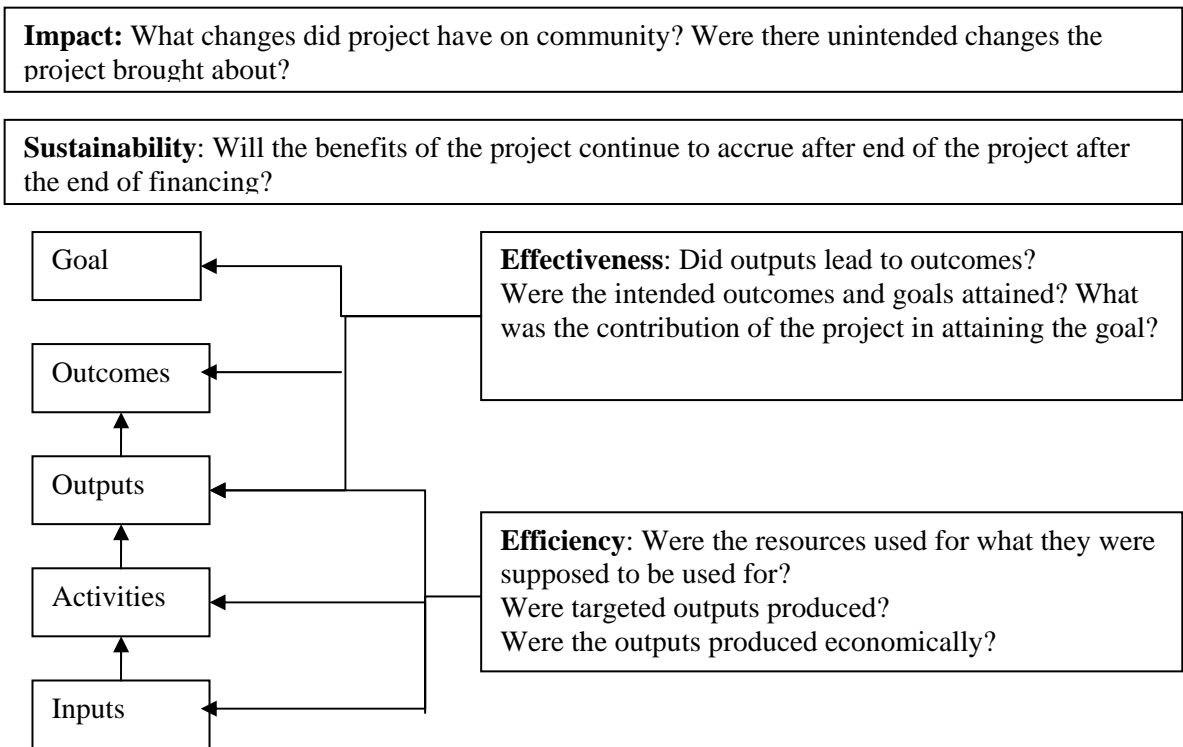 Impact: What changes did project have on community? Were there unintended changes the
project brought about?
Sustainability: Will the benefits of the project continue to accrue after end of the project after
the end of financing?
Goal
Effectiveness: Did outputs lead to outcomes?
Were the intended outcomes and goals attained? What
was the contribution of the project in attaining the goal?
Outcomes
Outputs
Efficiency: Were the resources used for what they were
supposed to be used for?
Were targeted outputs produced?
Were the outputs produced economically?
Activities
Inputs